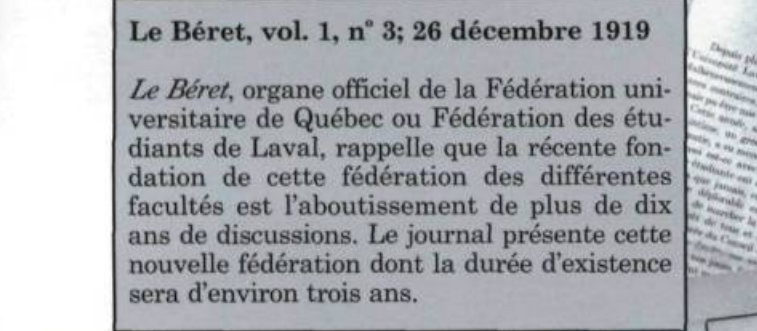 Le Béret, vol. 1, n° 3; 26 décembre 1919
Le Béret, organe officiel de la Fédération uni-
versitaire de Québec ou Fédération des étu-
diants de Laval, rappelle que la récente fon-
dation de cette fédération des différentes
facultés est l'aboutissement de plus de dix
ans de discussions. Le journal présente cette
nouvelle fédération dont la durée d'existence
sera d'environ trois ans.
Depuis